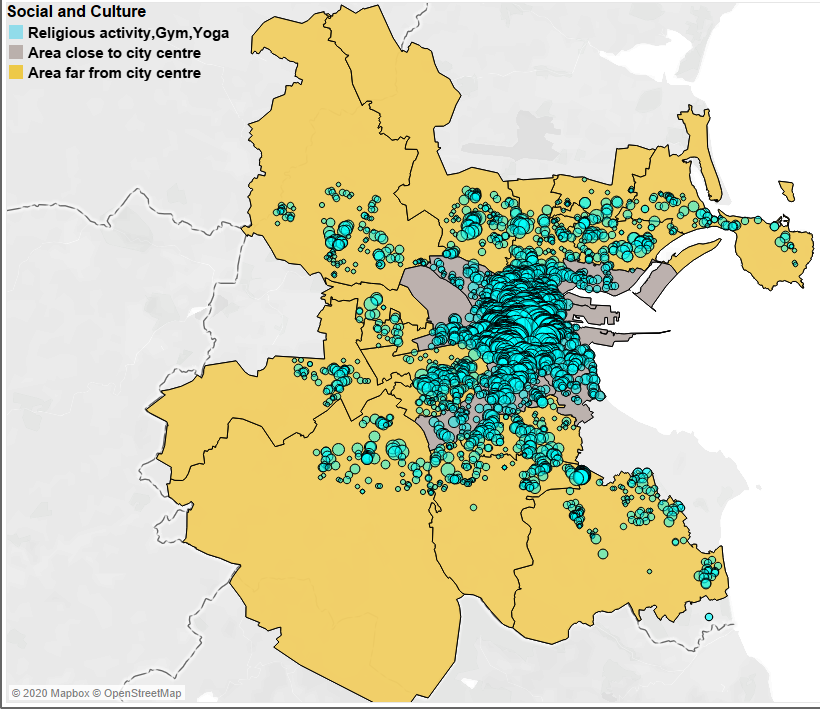 Social and Culture
Religious activity,Gym,Yoga
Area close to city centre
Area far from city centre
© 2020 Mapbox © OpenStreetMap